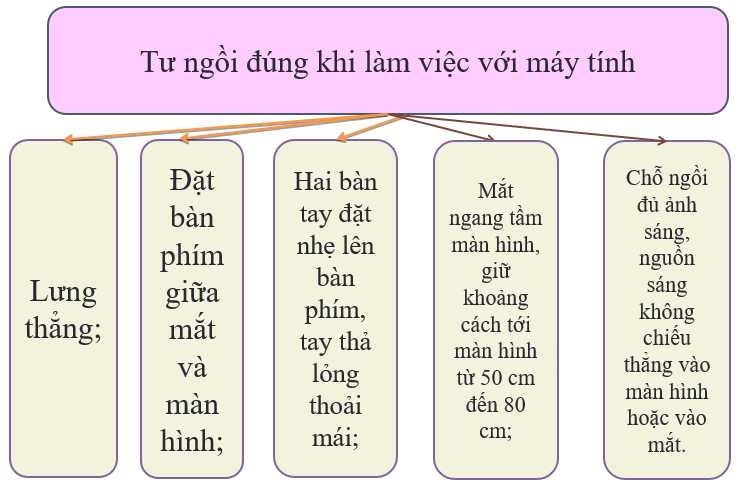 Tư ngồi đúng khi làm việc với máy tính
Lưng
thẳng;
Đặt
bàn
phím
giữa
mắt
và
màn
hình;
Hai bàn
tay đặt
nhẹ lên
bàn
phím,
tay thả
lỏng
thoải
mái;
Mắt
ngang tầm
màn hình,
giữ
khoảng
cách tới
màn hình
từ 50 cm
đến 80
cm;
Chỗ ngồi
đủ ảnh
sáng,
nguồn
sáng
không
chiếu
thẳng vào
màn hình
hoặc vào
mắt.